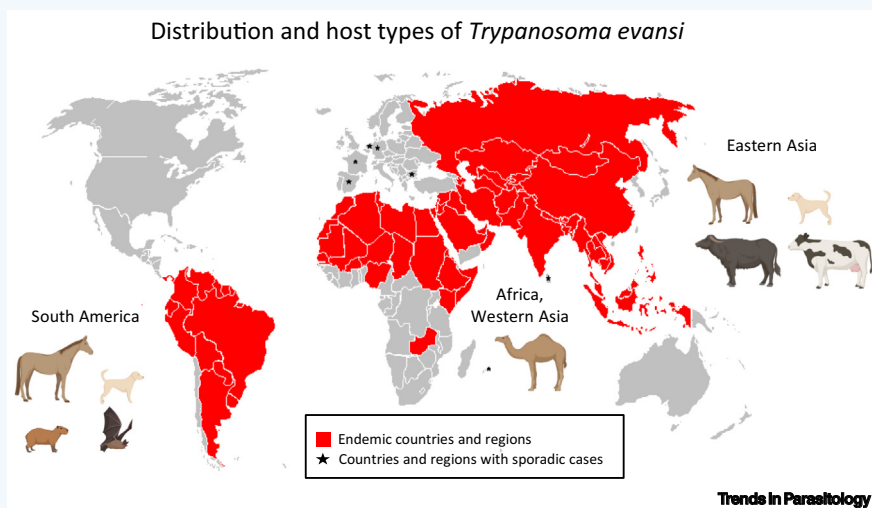 Distribution and host types of Trypanosoma evansi
Eastern Asia
South America
Africa,
Western Asia
Endemic countries and regions
★ Countries and regions with sporadic cases
Trends in Parasitology